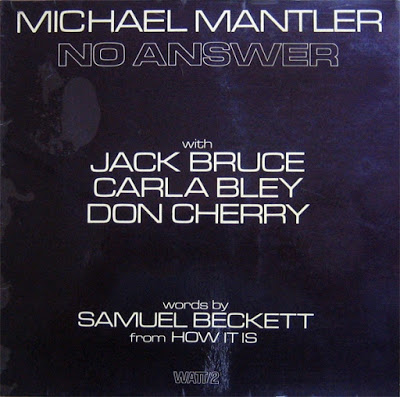 MICHAEL MANTLER
NO ANSWER
with
JACK BRUCE
CARLA BLEY
DON CHERRY
words by
SAMUEL BECKETT
from HOW IT IS
WATT/2